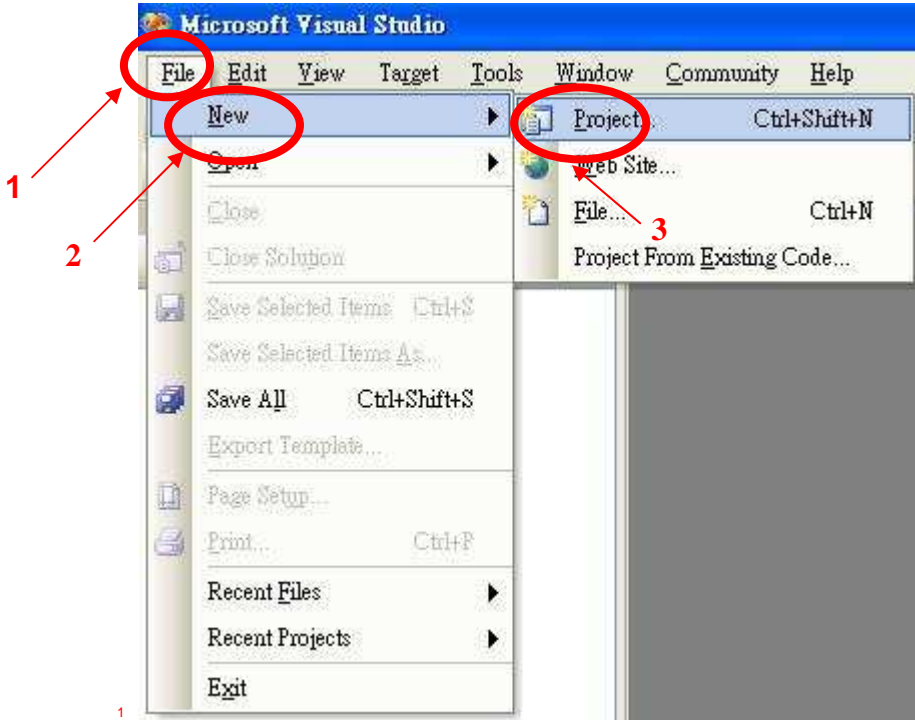 Microsoft Visual Studio
File Edit View Target Tools Window Community Help
1
New
2
Open
Close
Close Solution
Save Selected Items Ctrl+S
Save Selected Items As...
Save All Ctrl+Shift+S
Export Template...
Page Setup...
Print... Ctrl+P
Recent Files
Recent Projects
Exit
Project... Ctrl+Shift+N
Web Site...
3
File... Ctrl+N
Project From Existing Code...
1